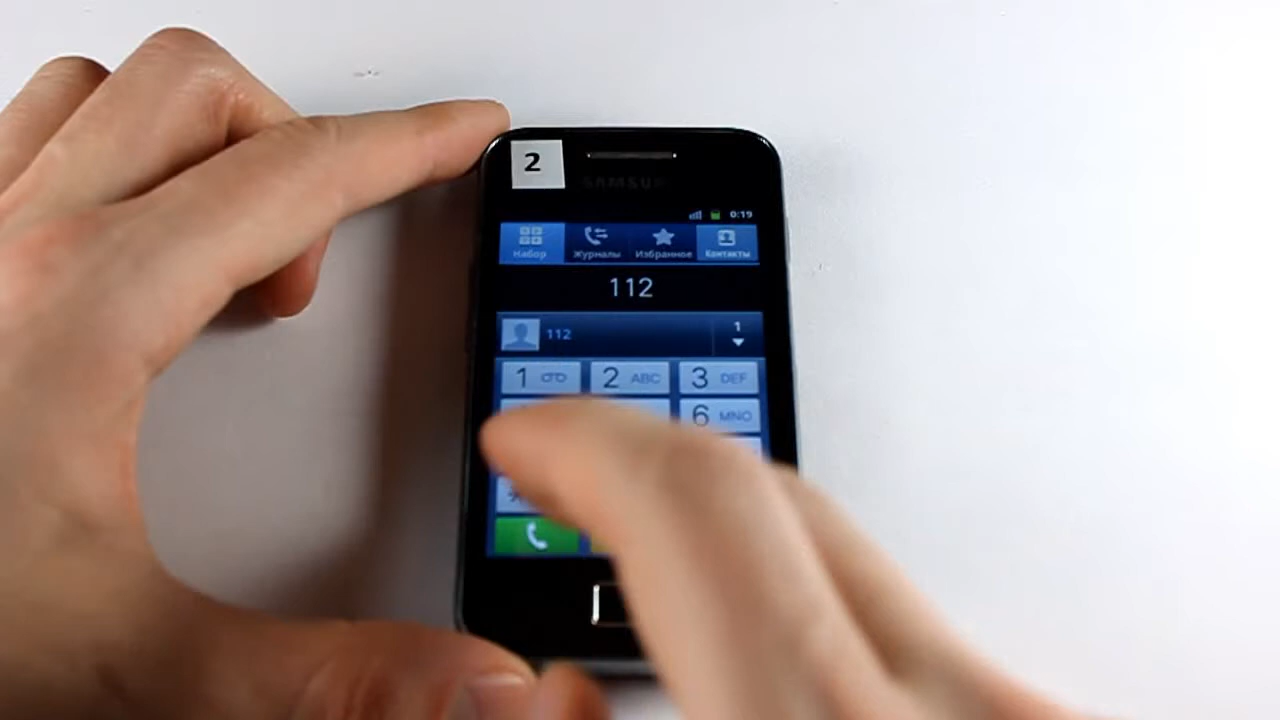 2
SAMSUNG
0:19
Набор Журналы Избранное Контакты
112
112 1
1 2 ABC 3 DEF
6 MNO